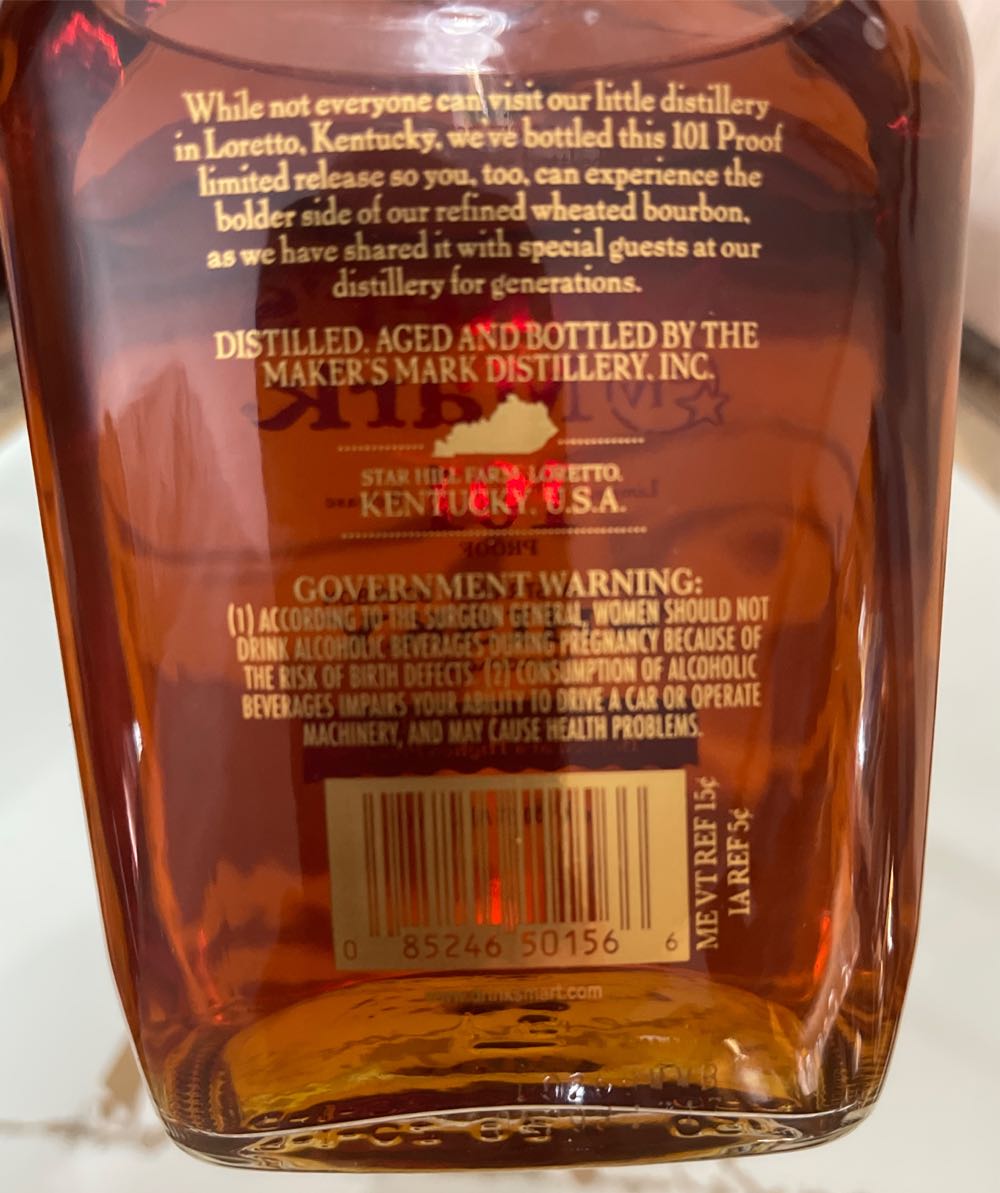 While not everyone can visit our little distillery
in Loretto, Kentucky, we've bottled this 101 Proof
limited release so you, too, can experience the
bolder side of our refined wheated bourbon,
as we have shared it with special guests at our
distillery for generations.
DISTILLED, AGED AND BOTTLED BY THE
MAKER'S MARK DISTILLERY, INC.
STAR HILL FARM, LORETTO,
KENTUCKY, U.S.A.
PROOF
GOVERNMENT WARNING:
(1) ACCORDING TO THE SURGEON GENERAL, WOMEN SHOULD NOT
DRINK ALCOHOLIC BEVERAGES DURING PREGNANCY BECAUSE OF
THE RISK OF BIRTH DEFECTS. (2) CONSUMPTION OF ALCOHOLIC
BEVERAGES IMPAIRS YOUR ABILITY TO DRIVE A CAR OR OPERATE
MACHINERY, AND MAY CAUSE HEALTH PROBLEMS.
0 85246 50156 6
ME VT REF 15¢
IA REF 5¢
www.drinksmart.com